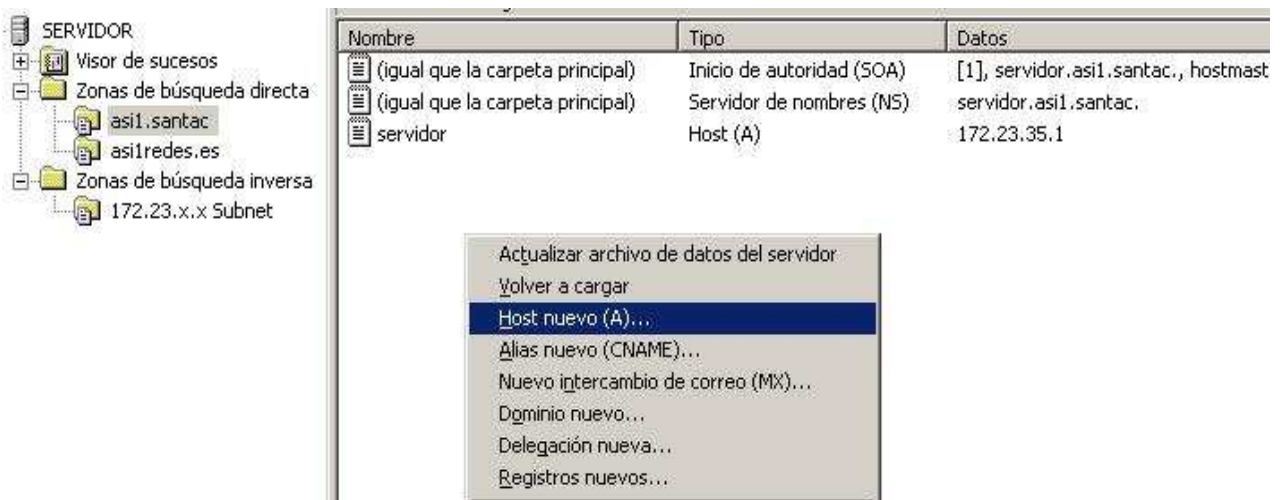 SERVIDOR
Visor de sucesos
Zonas de búsqueda directa
asi1.santac
asi1redes.es
Zonas de búsqueda inversa
172.23.x.x Subnet
Nombre Tipo Datos
(igual que la carpeta principal) Inicio de autoridad (SOA) [1], servidor.asi1.santac., hostmast
(igual que la carpeta principal) Servidor de nombres (NS) servidor.asi1.santac.
servidor Host (A) 172.23.35.1
Actualizar archivo de datos del servidor
Volver a cargar
Host nuevo (A)...
Alias nuevo (CNAME)...
Nuevo intercambio de correo (MX)...
Dominio nuevo...
Delegación nueva...
Registros nuevos...